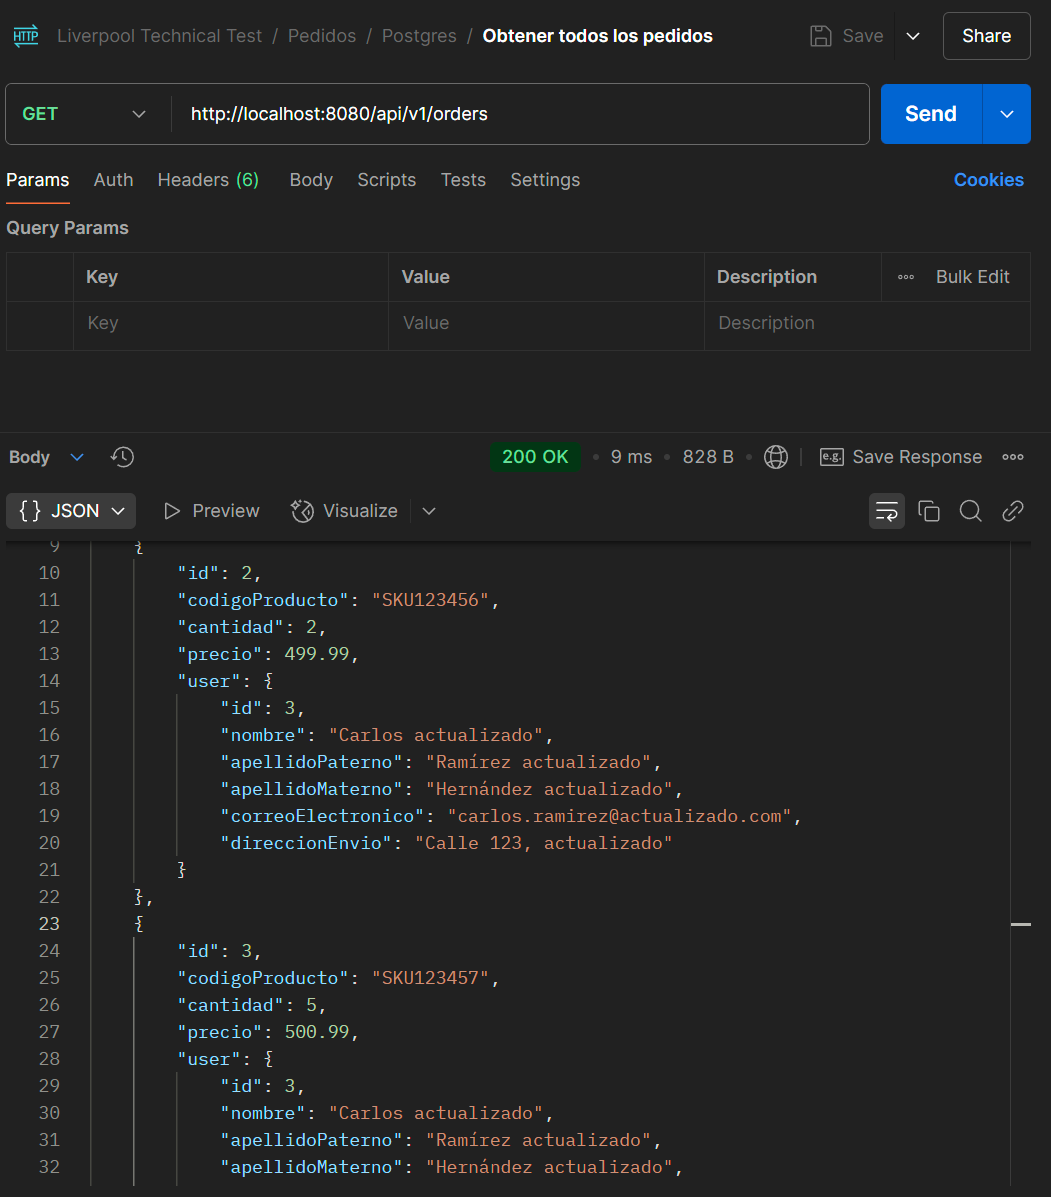 HTTP Liverpool Technical Test / Pedidos / Postgres / Obtener todos los pedidos Save Share
GET http://localhost:8080/api/v1/orders Send
Params Auth Headers (6) Body Scripts Tests Settings Cookies
Query Params
Key Value Description Bulk Edit
Key Value Description
Body 200 OK • 9 ms • 828 B • e.g. Save Response
{ } JSON Preview Visualize
9 {
10 "id": 2,
11 "codigoProducto": "SKU123456",
12 "cantidad": 2,
13 "precio": 499.99,
14 "user": {
15 "id": 3,
16 "nombre": "Carlos actualizado",
17 "apellidoPaterno": "Ramírez actualizado",
18 "apellidoMaterno": "Hernández actualizado",
19 "correoElectronico": "carlos.ramirez@actualizado.com",
20 "direccionEnvio": "Calle 123, actualizado"
21 }
22 },
23 {
24 "id": 3,
25 "codigoProducto": "SKU123457",
26 "cantidad": 5,
27 "precio": 500.99,
28 "user": {
29 "id": 3,
30 "nombre": "Carlos actualizado",
31 "apellidoPaterno": "Ramírez actualizado",
32 "apellidoMaterno": "Hernández actualizado",